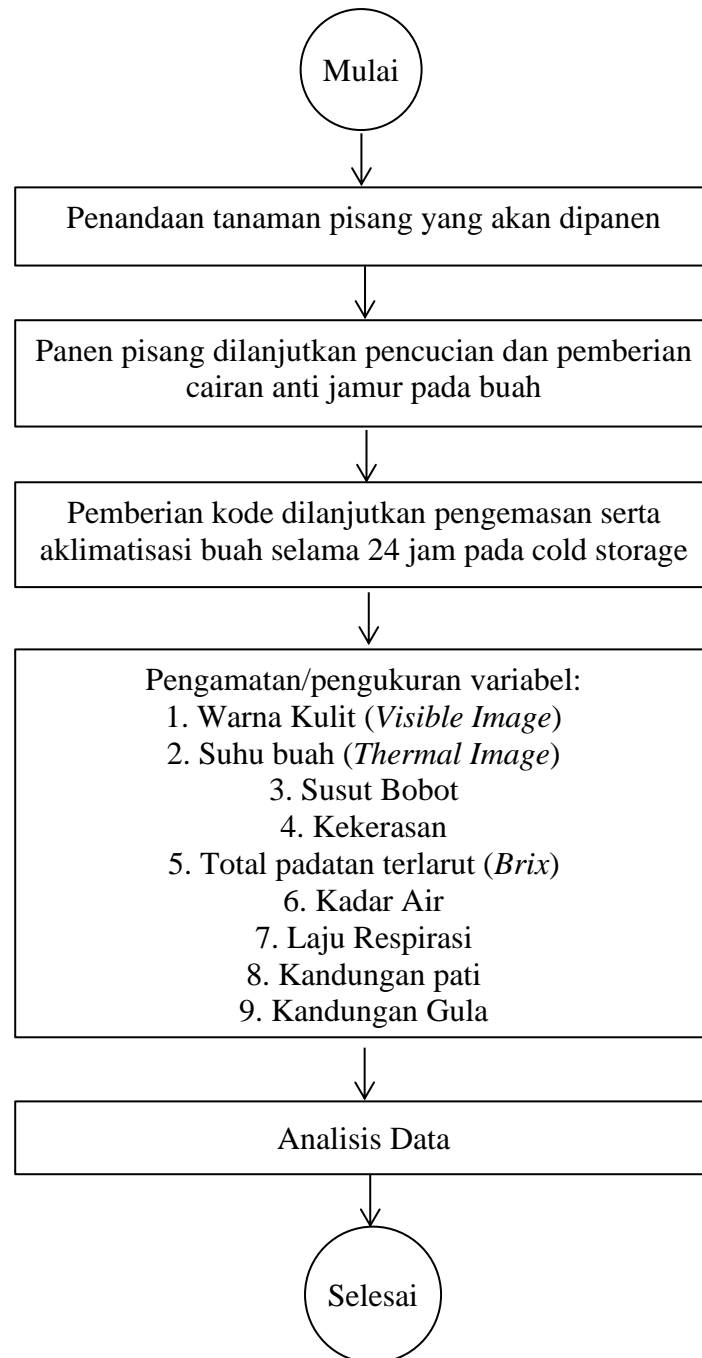 Mulai
Penandaan tanaman pisang yang akan dipanen
Panen pisang dilanjutkan pencucian dan pemberian
cairan anti jamur pada buah
Pemberian kode dilanjutkan pengemasan serta
aklimatisasi buah selama 24 jam pada cold storage
Pengamatan/pengukuran variabel:
1. Warna Kulit (Visible Image)
2. Suhu buah (Thermal Image)
3. Susut Bobot
4. Kekerasan
5. Total padatan terlarut (Brix)
6. Kadar Air
7. Laju Respirasi
8. Kandungan pati
9. Kandungan Gula
Analisis Data
Selesai